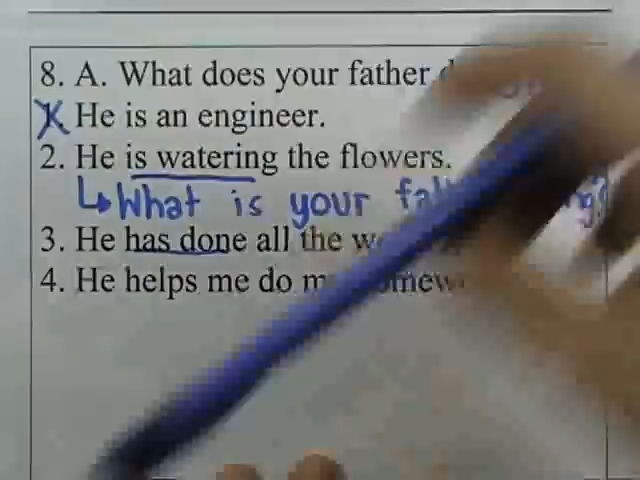 8. A. What does your father
X He is an engineer.
2. He is watering the flowers.
↳ What is your
3. He has done all the
4. He helps me do